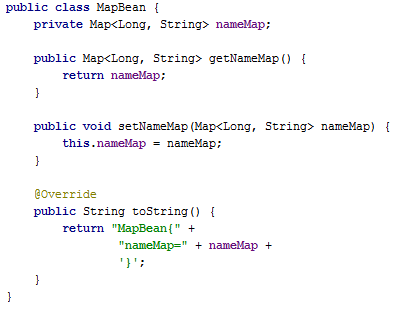 public class MapBean {
    private Map<Long, String> nameMap;

    public Map<Long, String> getNameMap() {
        return nameMap;
    }

    public void setNameMap(Map<Long, String> nameMap) {
        this.nameMap = nameMap;
    }

    @Override
    public String toString() {
        return "MapBean{" +
                "nameMap=" + nameMap +
                '}';
    }
}